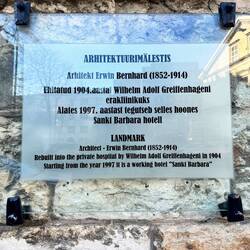 ARHITEKTUURIMÄLESTIS
Arhitekt Erwin Bernhard (1852-1914)
Ehitatud 1904.aastal Wilhelm Adolf Greiffenhageni
erakliinikuks
Alates 1997. aastast tegutseb selles hoones
Sanki Barbara hotell
LANDMARK
Architect - Erwin Bernhard (1852-1914)
Rebuilt into the private hospital by Wilhelm Adolf Greiffenhagen in 1904
Starting from the year 1997 it is a working hotel "Sanki Barbara"